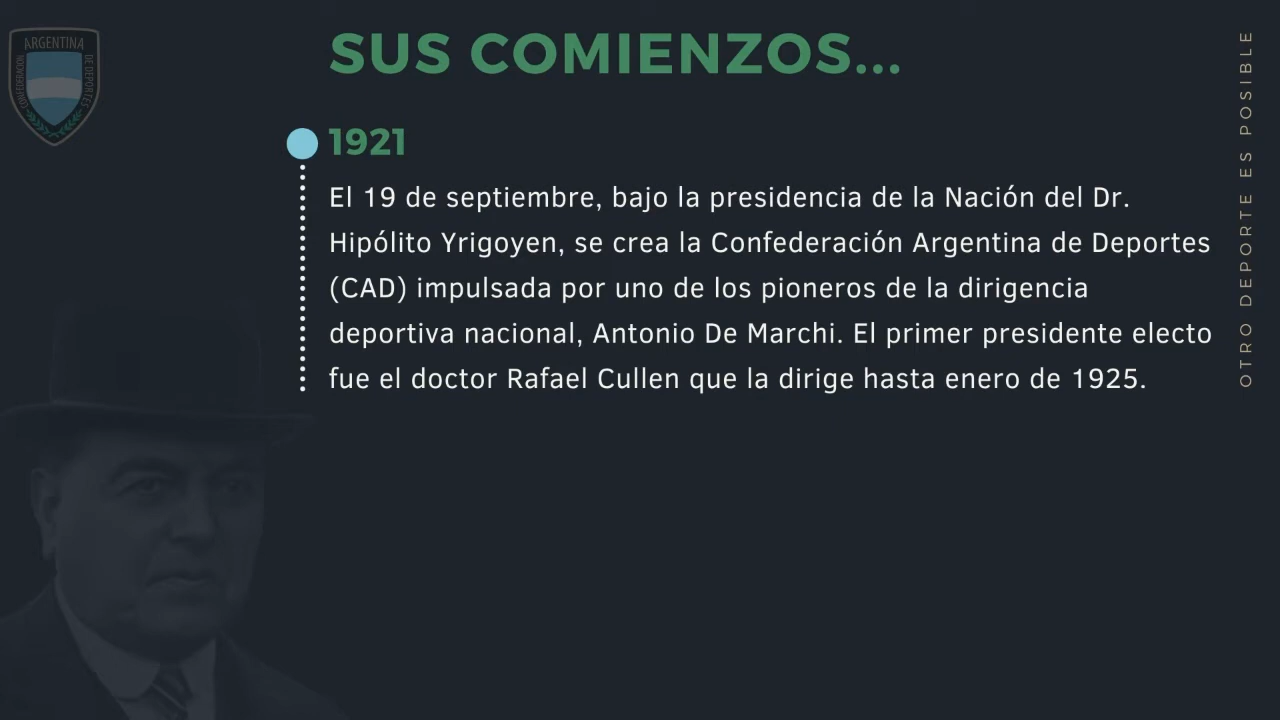 ARGENTINA
CONFEDERACIÓN
DE DEPORTES
SUS COMIENZOS...
1921
El 19 de septiembre, bajo la presidencia de la Nación del Dr.
Hipólito Yrigoyen, se crea la Confederación Argentina de Deportes
(CAD) impulsada por uno de los pioneros de la dirigencia
deportiva nacional, Antonio De Marchi. El primer presidente electo
fue el doctor Rafael Cullen que la dirige hasta enero de 1925.
OTRO DEPORTE ES POSIBLE